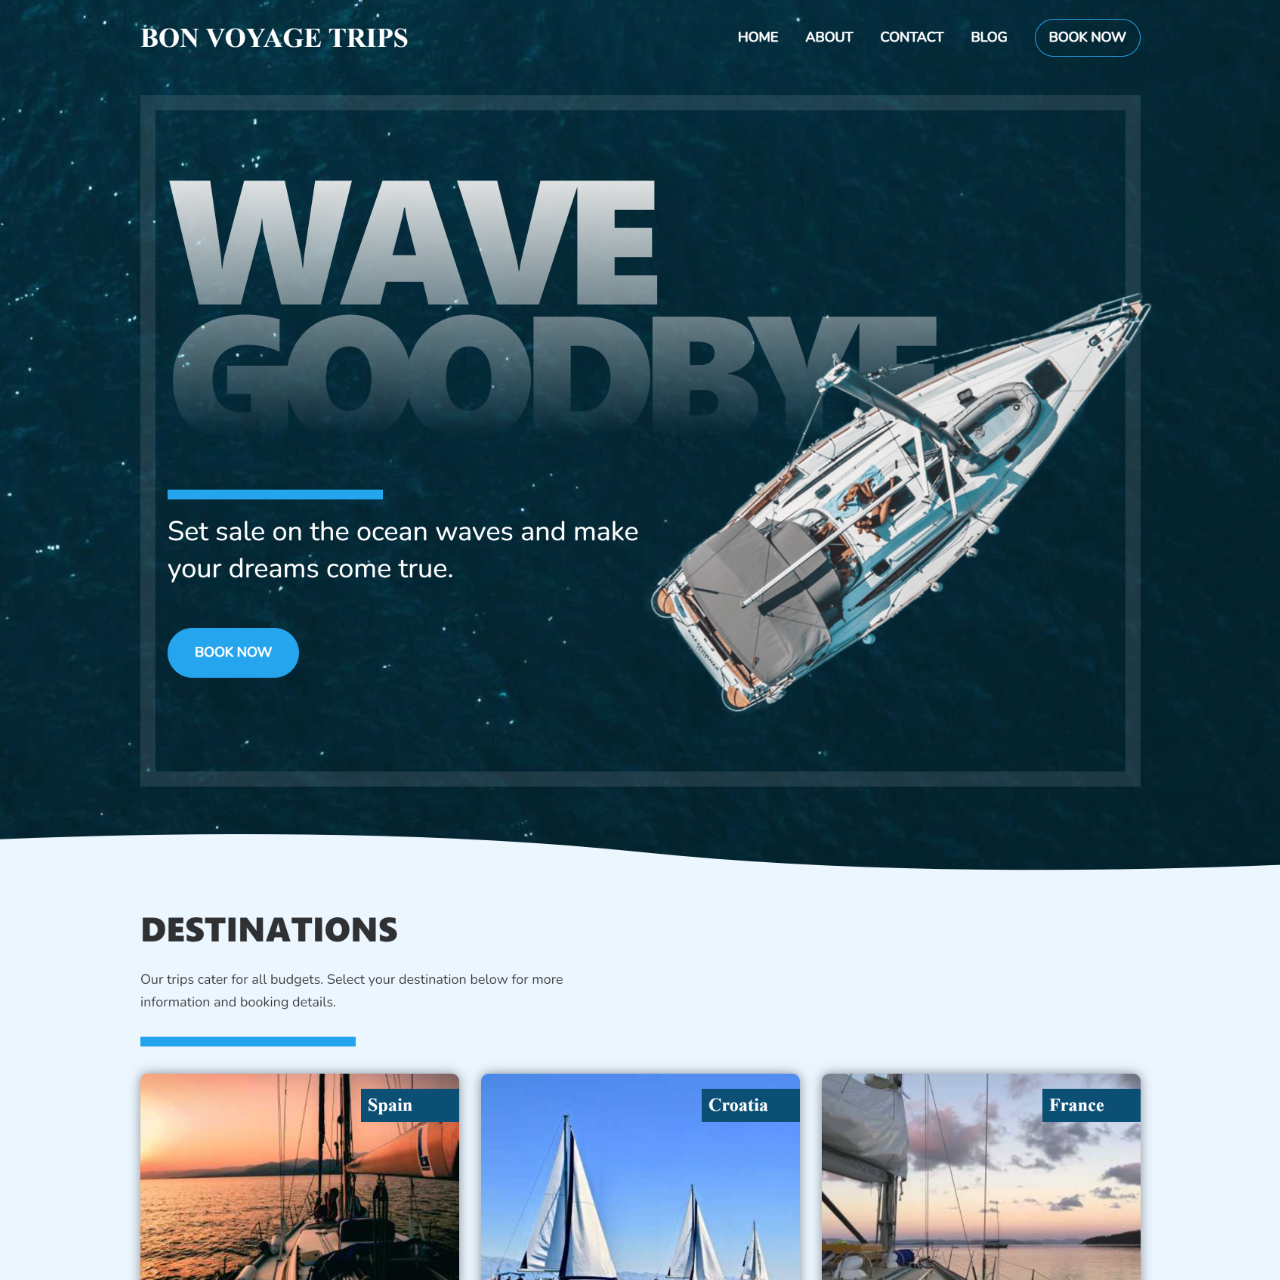 BON VOYAGE TRIPS
HOME ABOUT CONTACT BLOG BOOK NOW
WAVE
GOODBYE
Set sale on the ocean waves and make
your dreams come true.
BOOK NOW
DESTINATIONS
Our trips cater for all budgets. Select your destination below for more
information and booking details.
Spain
Croatia
France